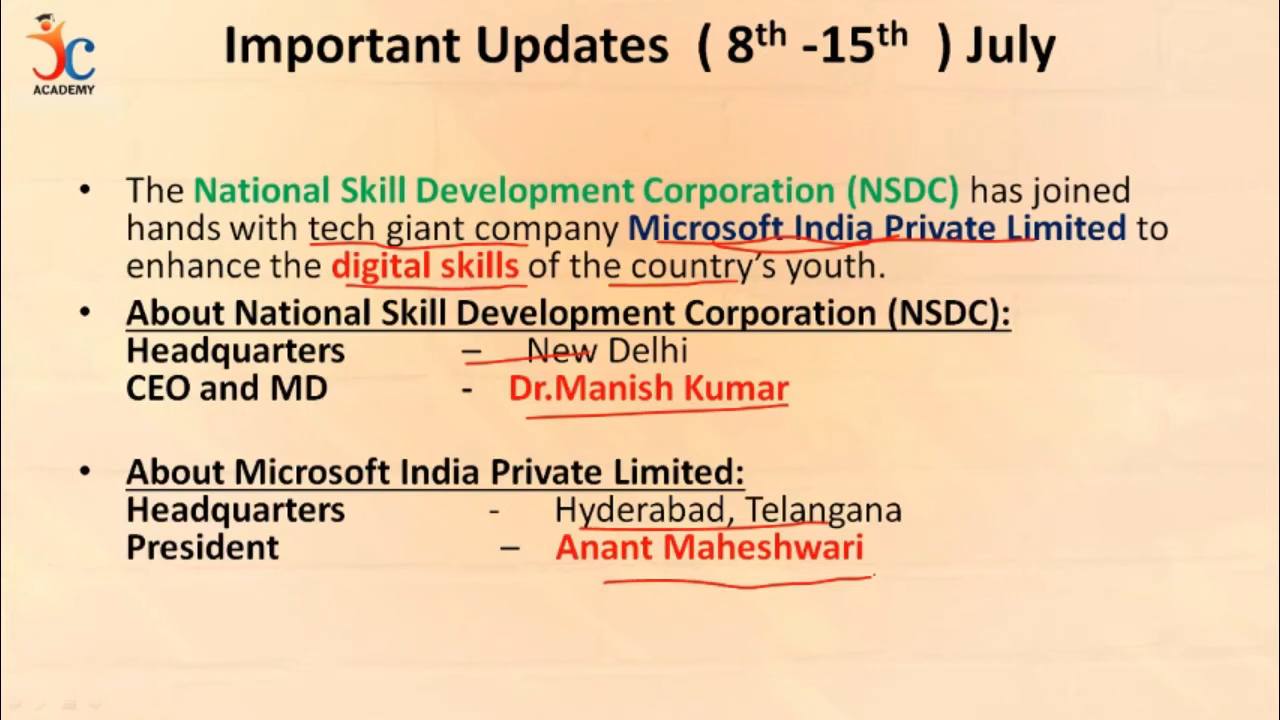 JC
ACADEMY
Important Updates ( 8th -15th ) July
• The National Skill Development Corporation (NSDC) has joined
hands with tech giant company Microsoft India Private Limited to
enhance the digital skills of the country’s youth.
• About National Skill Development Corporation (NSDC):
Headquarters – New Delhi
CEO and MD - Dr.Manish Kumar
• About Microsoft India Private Limited:
Headquarters - Hyderabad, Telangana
President – Anant Maheshwari